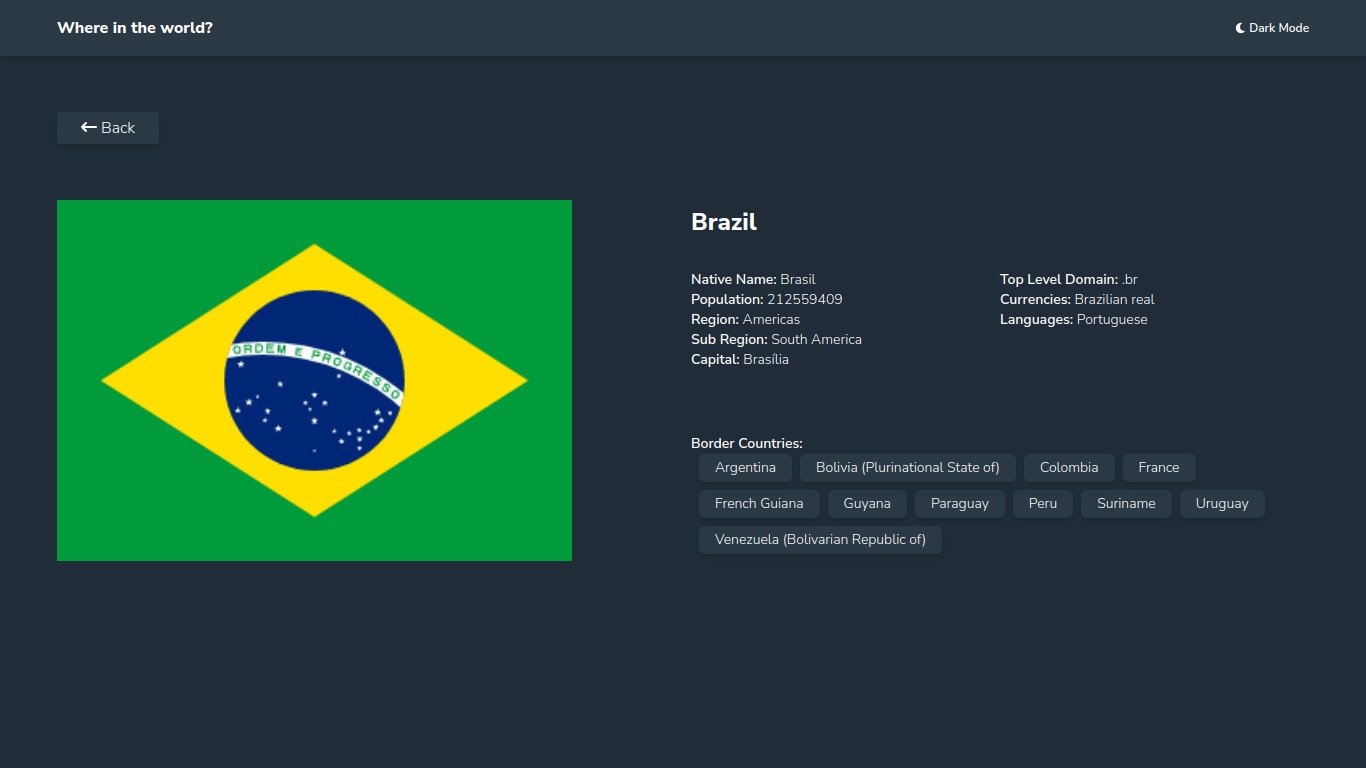 Where in the world?
Dark Mode
Back
ORDEM E PROGRESSO
Brazil
Native Name: Brasil
Population: 212559409
Region: Americas
Sub Region: South America
Capital: Brasília
Top Level Domain: .br
Currencies: Brazilian real
Languages: Portuguese
Border Countries:
Argentina Bolivia (Plurinational State of) Colombia France
French Guiana Guyana Paraguay Peru Suriname Uruguay
Venezuela (Bolivarian Republic of)